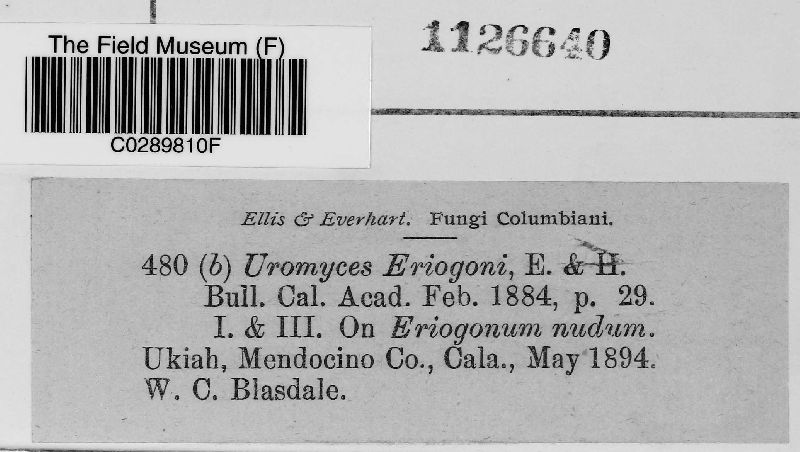 The Field Museum (F)
1126640
C0289810F
Ellis & Everhart. Fungi Columbiani.
480 (b) Uromyces Eriogoni, E. & H.
Bull. Cal. Acad. Feb. 1884, p. 29.
I. & III. On Eriogonum nudum.
Ukiah, Mendocino Co., Cala., May 1894.
W. C. Blasdale.